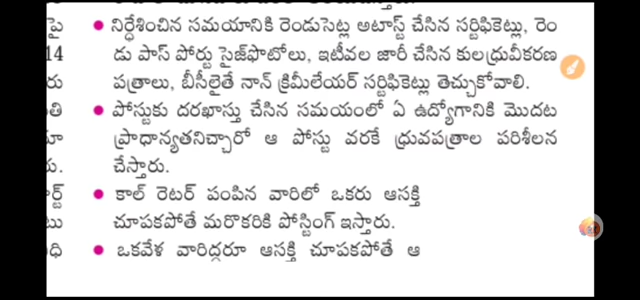 పై
• నిర్ధేశించిన సమయానికి రెండుసెట్ల అటాస్ట్ చేసిన సర్టిఫికెట్లు, రెం
14
డు పాస్ పోర్టు సైజ్‌ఫొటోలు, ఇటీవల జారీ చేసిన కులధ్రువీకరణ
రు
పత్రాలు, బీసీలైతే నాన్ క్రిమీలేయర్ సర్టిఫికెట్లు తెచ్చుకోవాలి.
తి
• పోస్టుకు దరఖాస్తు చేసిన సమయంలో ఏ ఉద్యోగానికి మొదట
ప్రాధాన్యతనిచ్చారో ఆ పోస్టు వరకే ధ్రువపత్రాల పరిశీలన
చేస్తారు.
ర్ట్
• కాల్ రెటర్ పంపిన వారిలో ఒకరు ఆసక్తి
టు
చూపకపోతే మరొకరికి పోస్టింగ్ ఇస్తారు.
ధి
• ఒకవేళ వారిద్దరూ ఆసక్తి చూపకపోతే ఆ